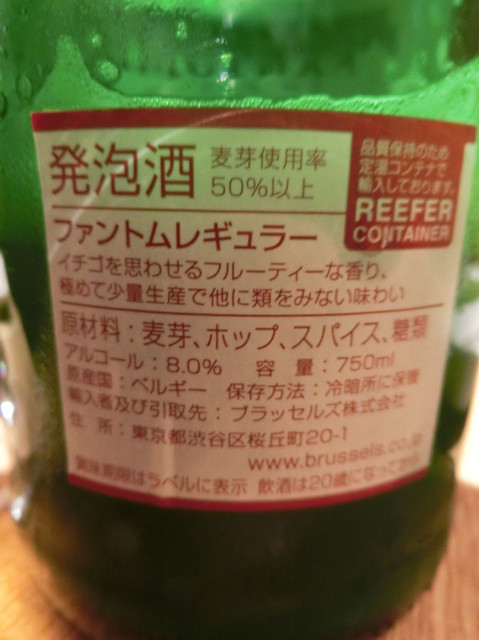 発泡酒 麦芽使用率
50%以上
品質保持のため
定温コンテナで
輸入しております。
REEFER
CONTAINER
ファントムレギュラー
イチゴを思わせるフルーティーな香り、
極めて少量生産で他に類をみない味わい
原材料：麦芽、ホップ、スパイス、糖類
アルコール：8.0% 容量：750ml
原産国：ベルギー 保存方法：冷暗所に保管
輸入者及び引取先：ブラッセルズ株式会社
住 所：東京都渋谷区桜丘町20-1
www.brussels.co.jp
賞味期限はラベルに表示 飲酒は20歳になってから